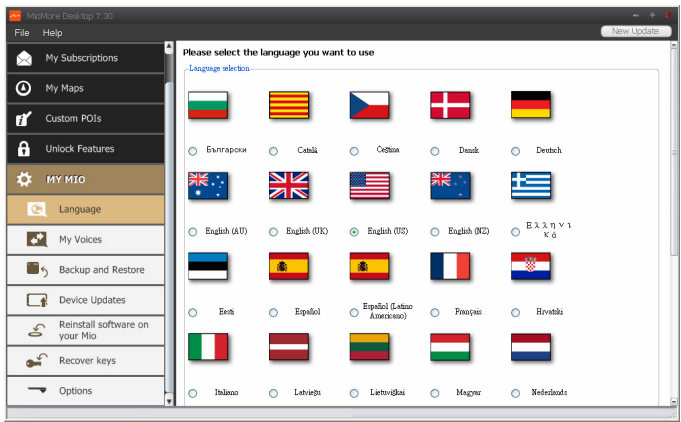 MioMore Desktop 7.30
File Help
New Update
My Subscriptions
My Maps
Custom POIs
Unlock Features
MY MIO
Language
My Voices
Backup and Restore
Device Updates
Reinstall software on
your Mio
Recover keys
Options
Please select the language you want to use
Language selection
Български Català Čeština Dansk Deutsch
English (AU) English (UK) English (US) English (NZ) Ελληνι
κά
Eesti Español Español (Latino
Americano) Français Hrvatski
Italiano Latviešu Lietuviškai Magyar Nederlands